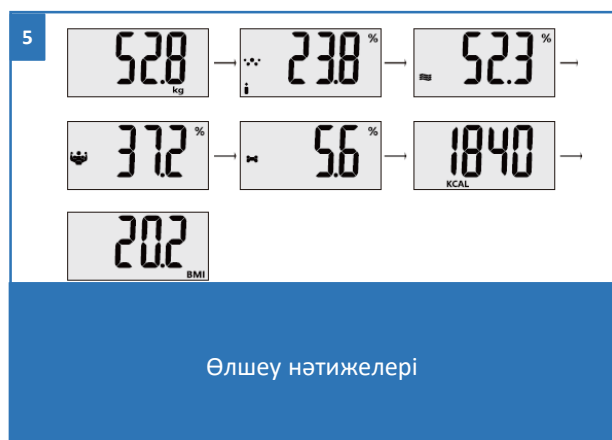 5
52.8 kg
23.8 %
52.3 %
37.2 %
5.6 %
1840 KCAL
20.2 BMI
Өлшеу нәтижелері